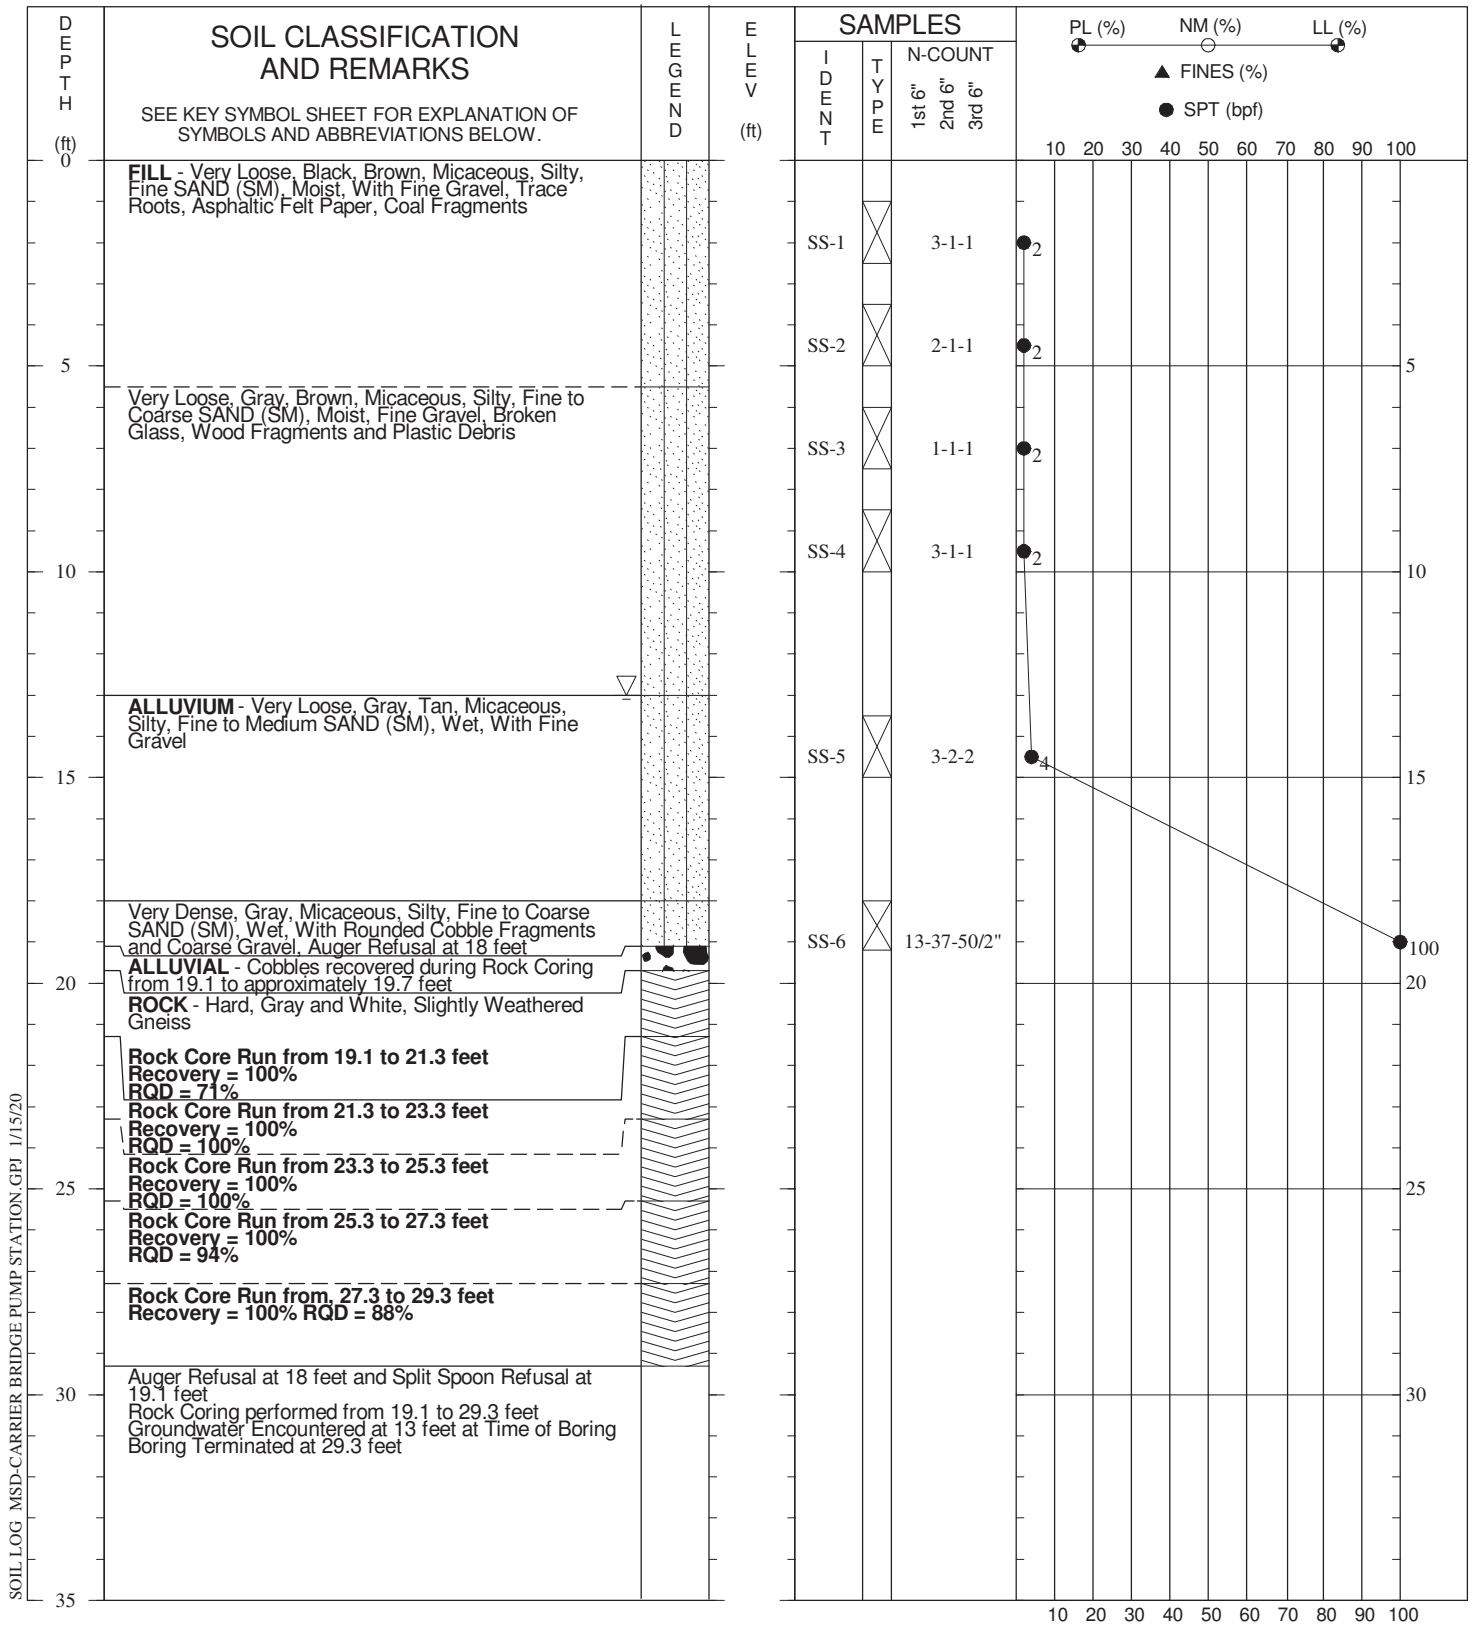 DEPTH
(ft)
SOIL CLASSIFICATION
AND REMARKS
SEE KEY SYMBOL SHEET FOR EXPLANATION OF
SYMBOLS AND ABBREVIATIONS BELOW.
LEGEND
ELEV
(ft)
SAMPLES
IDENT
TYPE
N-COUNT
1st 6"
2nd 6"
3rd 6"
PL (%) NM (%) LL (%)
FINES (%)
SPT (bpf)
10 20 30 40 50 60 70 80 90 100
0
FILL - Very Loose, Black, Brown, Micaceous, Silty,
Fine SAND (SM), Moist, With Fine Gravel, Trace
Roots, Asphaltic Felt Paper, Coal Fragments
SS-1 3-1-1 2
SS-2 2-1-1 2
5 5
Very Loose, Gray, Brown, Micaceous, Silty, Fine to
Coarse SAND (SM), Moist, Fine Gravel, Broken
Glass, Wood Fragments and Plastic Debris
SS-3 1-1-1 2
SS-4 3-1-1 2
10 10
ALLUVIUM - Very Loose, Gray, Tan, Micaceous,
Silty, Fine to Medium SAND (SM), Wet, With Fine
Gravel
SS-5 3-2-2 4
15 15
Very Dense, Gray, Micaceous, Silty, Fine to Coarse
SAND (SM), Wet, With Rounded Cobble Fragments
and Coarse Gravel, Auger Refusal at 18 feet
SS-6 13-37-50/2" 100
ALLUVIAL - Cobbles recovered during Rock Coring
from 19.1 to approximately 19.7 feet
20 20
ROCK - Hard, Gray and White, Slightly Weathered
Gneiss
Rock Core Run from 19.1 to 21.3 feet
Recovery = 100%
RQD = 71%
Rock Core Run from 21.3 to 23.3 feet
Recovery = 100%
RQD = 100%
Rock Core Run from 23.3 to 25.3 feet
Recovery = 100%
RQD = 100%
25 25
Rock Core Run from 25.3 to 27.3 feet
Recovery = 100%
RQD = 94%
Rock Core Run from, 27.3 to 29.3 feet
Recovery = 100% RQD = 88%
Auger Refusal at 18 feet and Split Spoon Refusal at
19.1 feet
30 30
Rock Coring performed from 19.1 to 29.3 feet
Groundwater Encountered at 13 feet at Time of Boring
Boring Terminated at 29.3 feet
35
10 20 30 40 50 60 70 80 90 100
SOIL LOG MSD-CARRIER BRIDGE PUMP STATION.GPJ 1/15/20